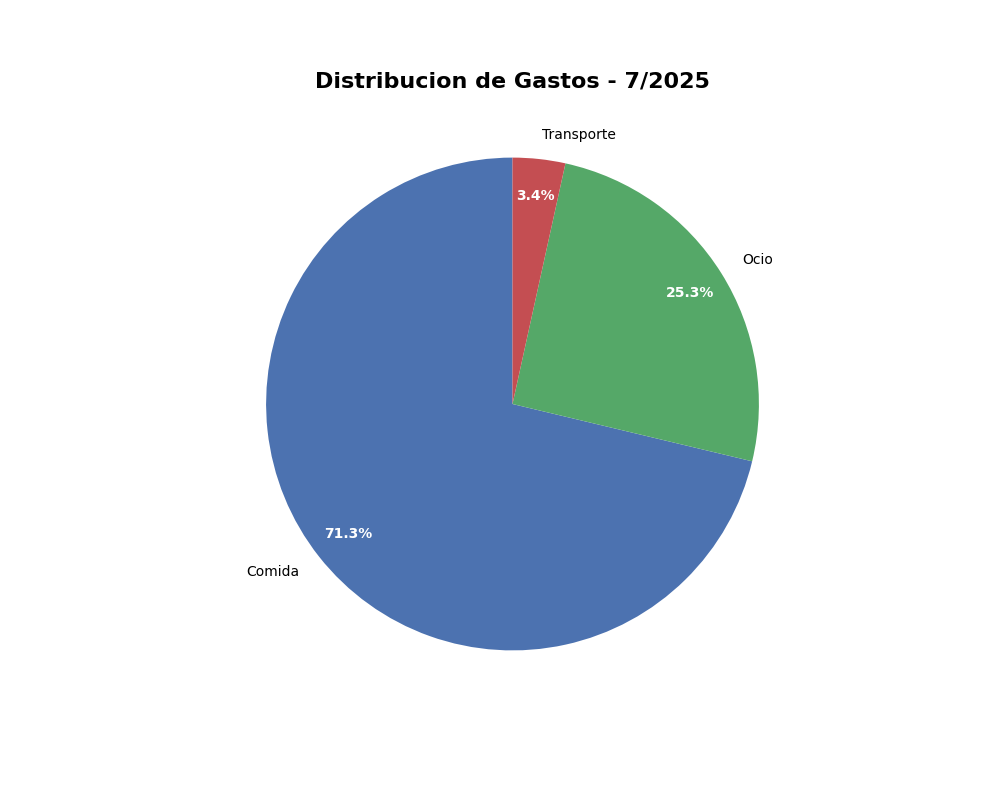 Distribucion de Gastos - 7/2025
Transporte
3.4%
Ocio
25.3%
71.3%
Comida